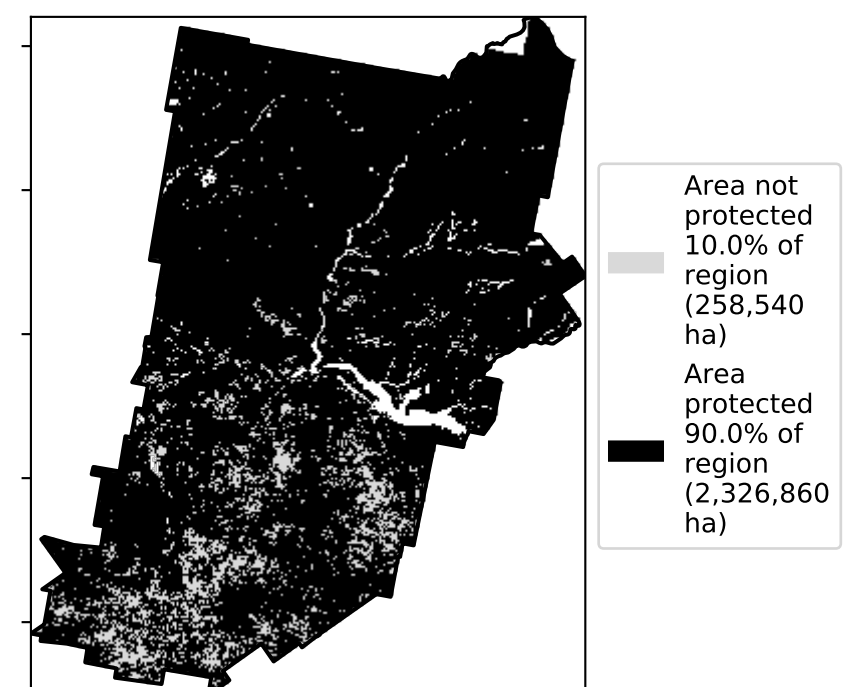 Area not
protected
10.0% of
region
(258,540
ha)
Area
protected
90.0% of
region
(2,326,860
ha)